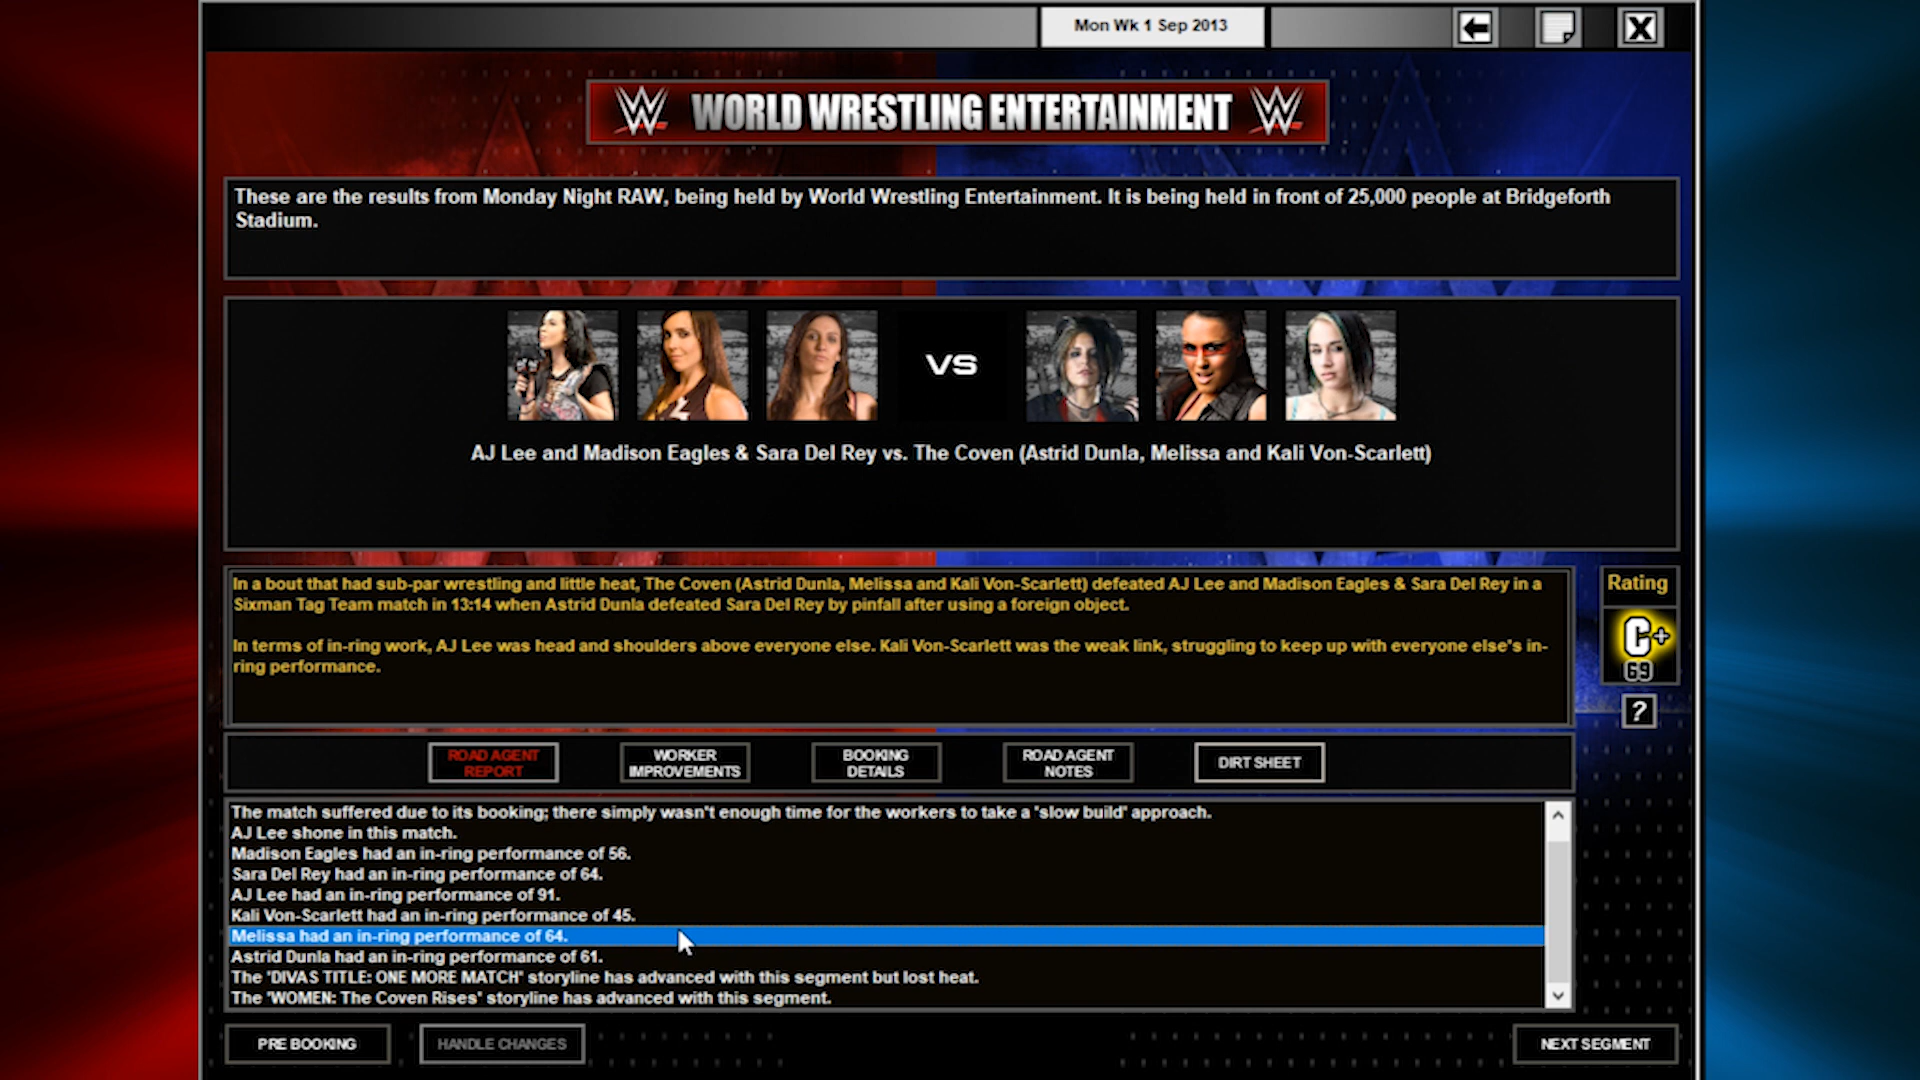 Mon Wk 1 Sep 2013
WORLD WRESTLING ENTERTAINMENT
These are the results from Monday Night RAW, being held by World Wrestling Entertainment. It is being held in front of 25,000 people at Bridgeforth
Stadium.
VS
AJ Lee and Madison Eagles & Sara Del Rey vs. The Coven (Astrid Dunla, Melissa and Kali Von-Scarlett)
In a bout that had sub-par wrestling and little heat, The Coven (Astrid Dunla, Melissa and Kali Von-Scarlett) defeated AJ Lee and Madison Eagles & Sara Del Rey in a
Sixman Tag Team match in 13:14 when Astrid Dunla defeated Sara Del Rey by pinfall after using a foreign object.
In terms of in-ring work, AJ Lee was head and shoulders above everyone else. Kali Von-Scarlett was the weak link, struggling to keep up with everyone else's in-
ring performance.
Rating
C+
69
?
ROAD AGENT
REPORT
WORKER
IMPROVEMENTS
BOOKING
DETAILS
ROAD AGENT
NOTES
DIRT SHEET
The match suffered due to its booking; there simply wasn't enough time for the workers to take a 'slow build' approach.
AJ Lee shone in this match.
Madison Eagles had an in-ring performance of 56.
Sara Del Rey had an in-ring performance of 64.
AJ Lee had an in-ring performance of 91.
Kali Von-Scarlett had an in-ring performance of 45.
Melissa had an in-ring performance of 64.
Astrid Dunla had an in-ring performance of 61.
The 'DIVAS TITLE: ONE MORE MATCH' storyline has advanced with this segment but lost heat.
The 'WOMEN: The Coven Rises' storyline has advanced with this segment.
PRE BOOKING
HANDLE CHANGES
NEXT SEGMENT